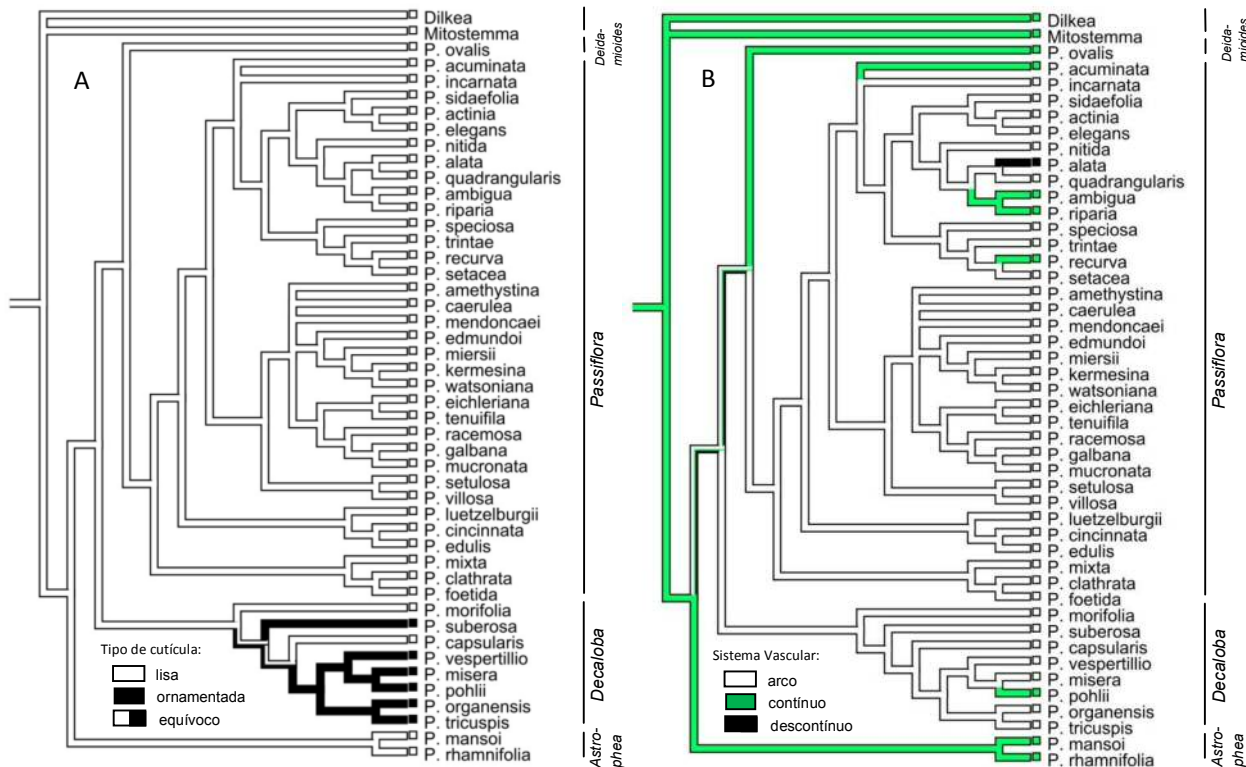 A
Dilkea
Mitostemma
P. ovalis
P. acuminata
P. incarnata
P. sidaefolia
P. actinia
P. elegans
P. nitida
P. alata
P. quadrangularis
P. ambigua
P. riparia
P. speciosa
P. trintae
P. recurva
P. setacea
P. amethystina
P. caerulea
P. mendoncaei
P. edmundoi
P. miersii
P. kermesina
P. watsoniana
P. eichleriana
P. tenuifila
P. racemosa
P. galbana
P. mucronata
P. setulosa
P. villosa
P. luetzelburgii
P. cincinnata
P. edulis
P. mixta
P. clathrata
P. foetida
P. morifolia
P. suberosa
P. capsularis
P. vespertillio
P. misera
P. pohlii
P. organensis
P. tricuspis
P. mansoi
P. rhamnifolia
Deida-
mioides
Passiflora
Decaloba
Astro-
phea
Tipo de cutícula:
lisa
ornamentada
equívoco
B
Dilkea
Mitostemma
P. ovalis
P. acuminata
P. incarnata
P. sidaefolia
P. actinia
P. elegans
P. nitida
P. alata
P. quadrangularis
P. ambigua
P. riparia
P. speciosa
P. trintae
P. recurva
P. setacea
P. amethystina
P. caerulea
P. mendoncaei
P. edmundoi
P. miersii
P. kermesina
P. watsoniana
P. eichleriana
P. tenuifila
P. racemosa
P. galbana
P. mucronata
P. setulosa
P. villosa
P. luetzelburgii
P. cincinnata
P. edulis
P. mixta
P. clathrata
P. foetida
P. morifolia
P. suberosa
P. capsularis
P. vespertillio
P. misera
P. pohlii
P. organensis
P. tricuspis
P. mansoi
P. rhamnifolia
Deida-
mioides
Passiflora
Decaloba
Astro-
phea
Sistema Vascular:
arco
contínuo
descontínuo